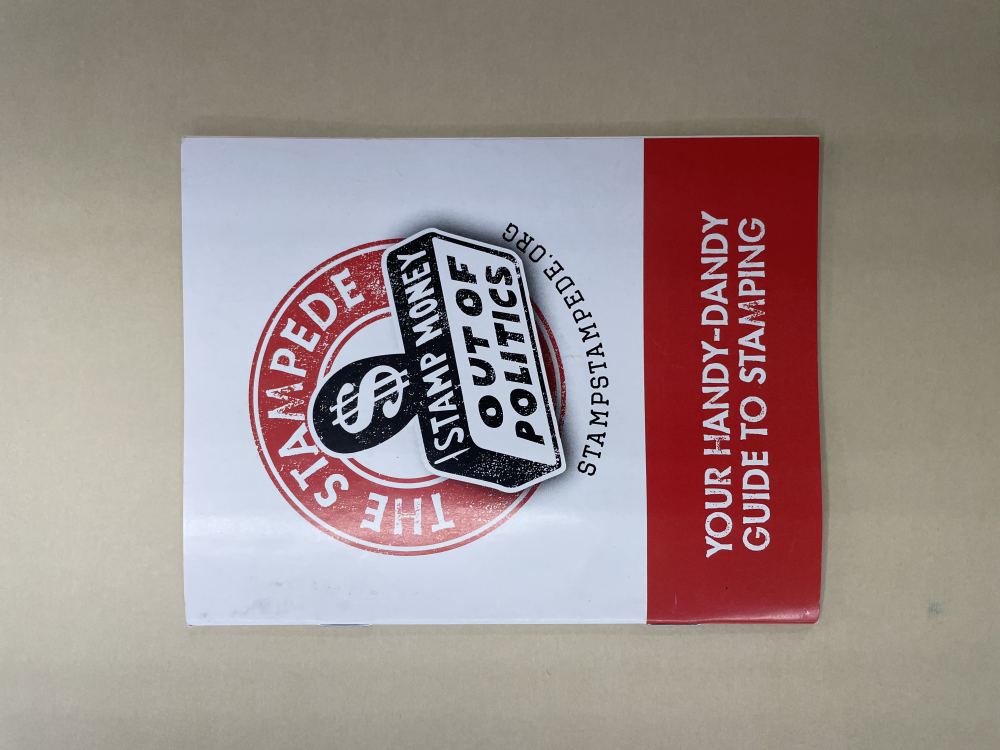 THE STAMPEDE
STAMP MONEY
OUT OF
POLITICS
STAMPSTAMPEDE.ORG
YOUR HANDY-DANDY
GUIDE TO STAMPING